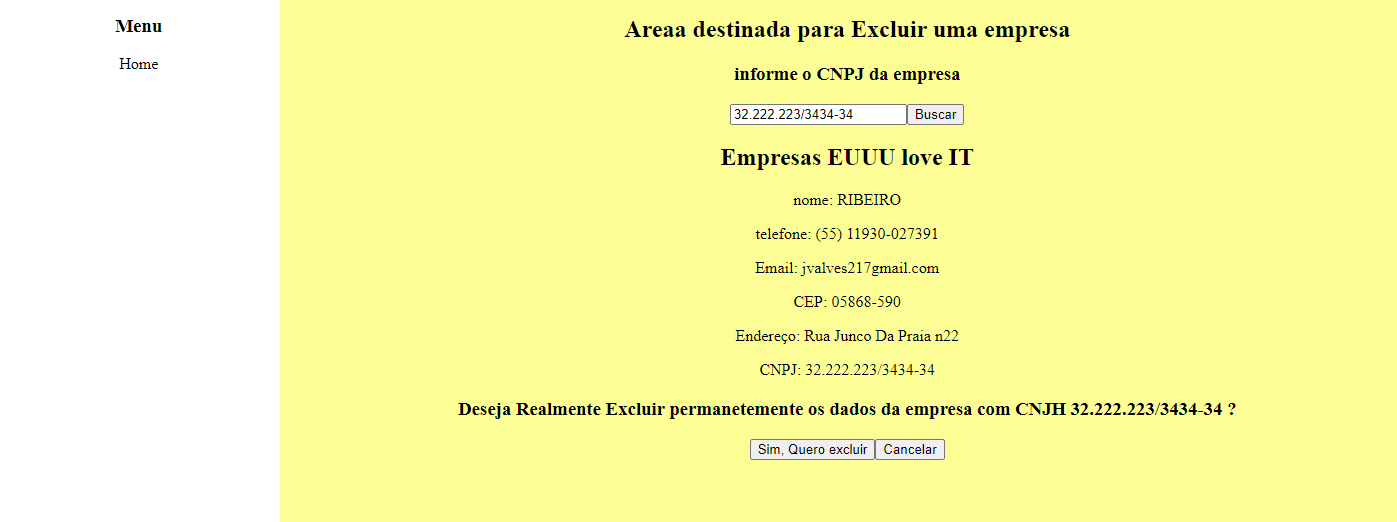 Menu
Home
Areaa destinada para Excluir uma empresa
informe o CNPJ da empresa
32.222.223/3434-34 Buscar
Empresas EUUU love IT
nome: RIBEIRO
telefone: (55) 11930-027391
Email: jvalves217gmail.com
CEP: 05868-590
Endereço: Rua Junco Da Praia n22
CNPJ: 32.222.223/3434-34
Deseja Realmente Excluir permanetemente os dados da empresa com CNJH 32.222.223/3434-34 ?
Sim, Quero excluir Cancelar